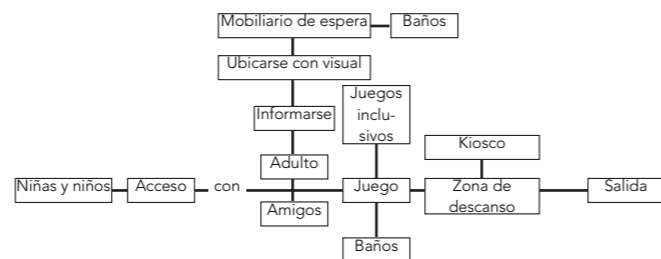 Mobiliario de espera
Baños
Ubicarse con visual
Juegos
inclu-
sivos
Informarse
Kiosco
Adulto
Niñas y niños
Acceso
con
Juego
Zona de
descanso
Salida
Amigos
Baños